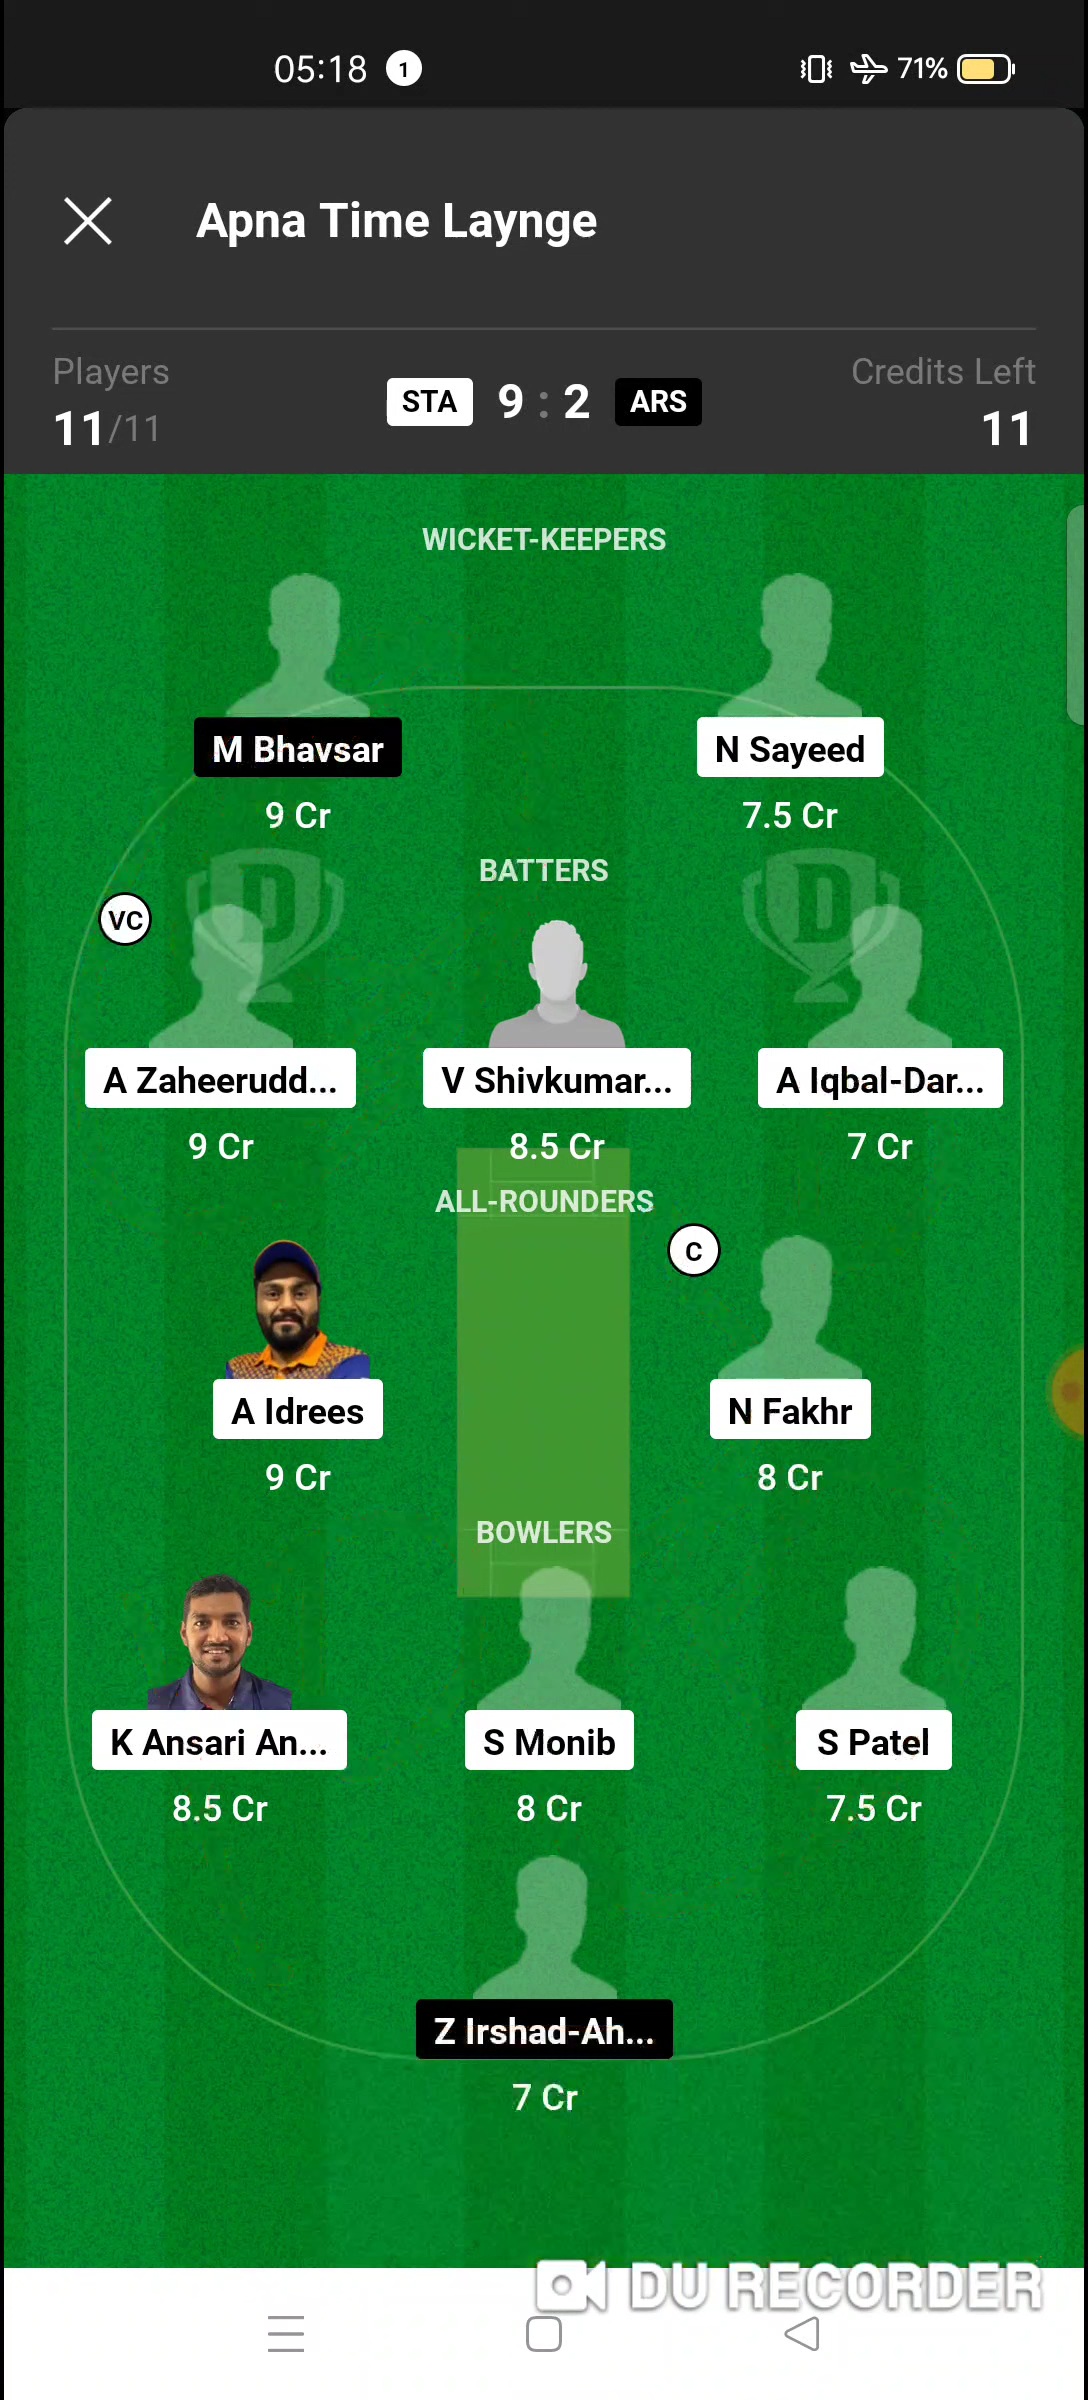 05:18 1 71%
Apna Time Laynge
Players
11/11
STA 9 : 2 ARS
Credits Left
11
WICKET-KEEPERS
M Bhavsar N Sayeed
9 Cr 7.5 Cr
BATTERS
VC
D D
A Zaheerudd... V Shivkumar... A Iqbal-Dar...
9 Cr 8.5 Cr 7 Cr
ALL-ROUNDERS
C
A Idrees N Fakhr
9 Cr 8 Cr
BOWLERS
K Ansari An... S Monib S Patel
8.5 Cr 8 Cr 7.5 Cr
Z Irshad-Ah...
7 Cr
DU RECORDER